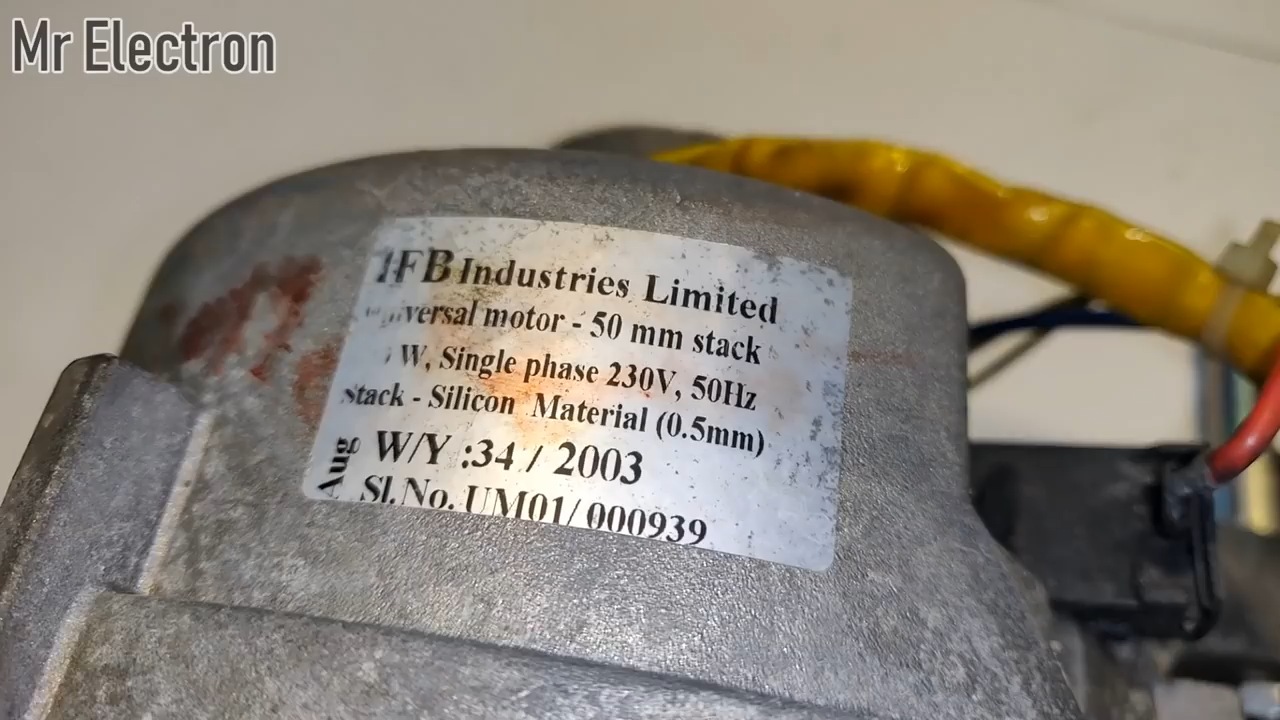 Mr Electron
IFB Industries Limited
motor - 50 mm stack
W, Single phase 230V, 50Hz
stack - Silicon Material (0.5mm)
Aug
W/Y :34 / 2003
Sl. No. UM01/ 000939